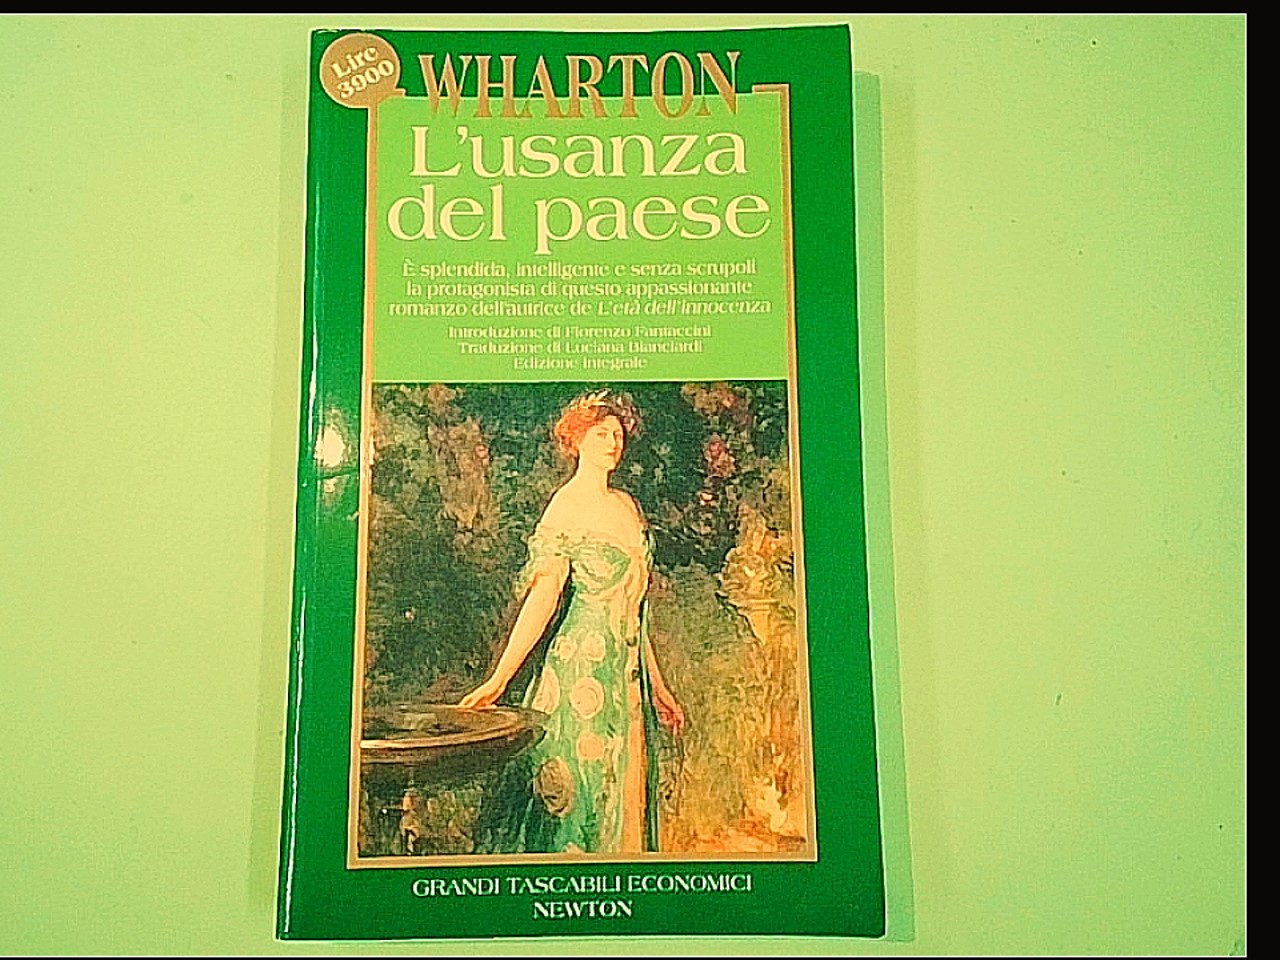 Lire
3900
WHARTON
L'usanza
del paese
È splendida, intelligente e senza scrupoli
la protagonista di questo appassionante
romanzo dell'autrice de L'età dell'innocenza
Introduzione di Fiorenzo Fantaccini
Traduzione di Luciana Bianciardi
Edizione integrale
GRANDI TASCABILI ECONOMICI
NEWTON